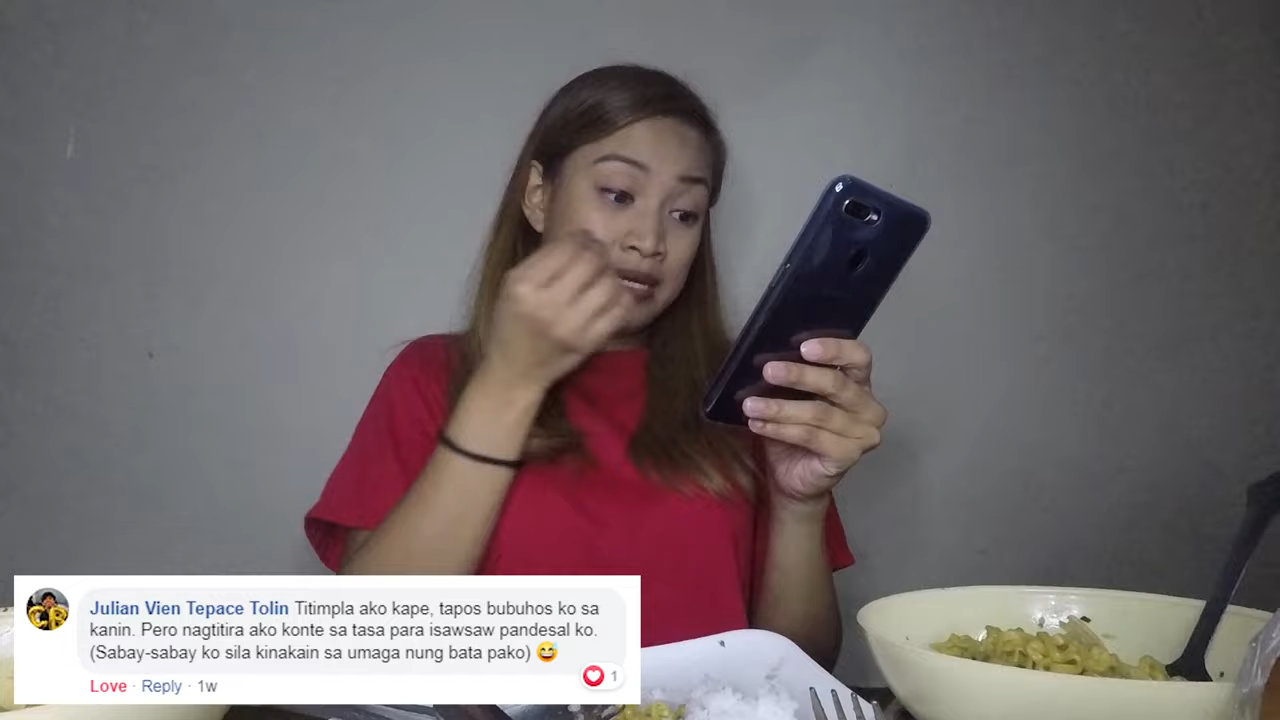 Julian Vien Tepace Tolin Titimpla ako kape, tapos bubuhos ko sa
kanin. Pero nagtitira ako konte sa tasa para isawsaw pandesal ko.
(Sabay-sabay ko sila kinakain sa umaga nung bata pako) 😅
1
Love · Reply · 1w